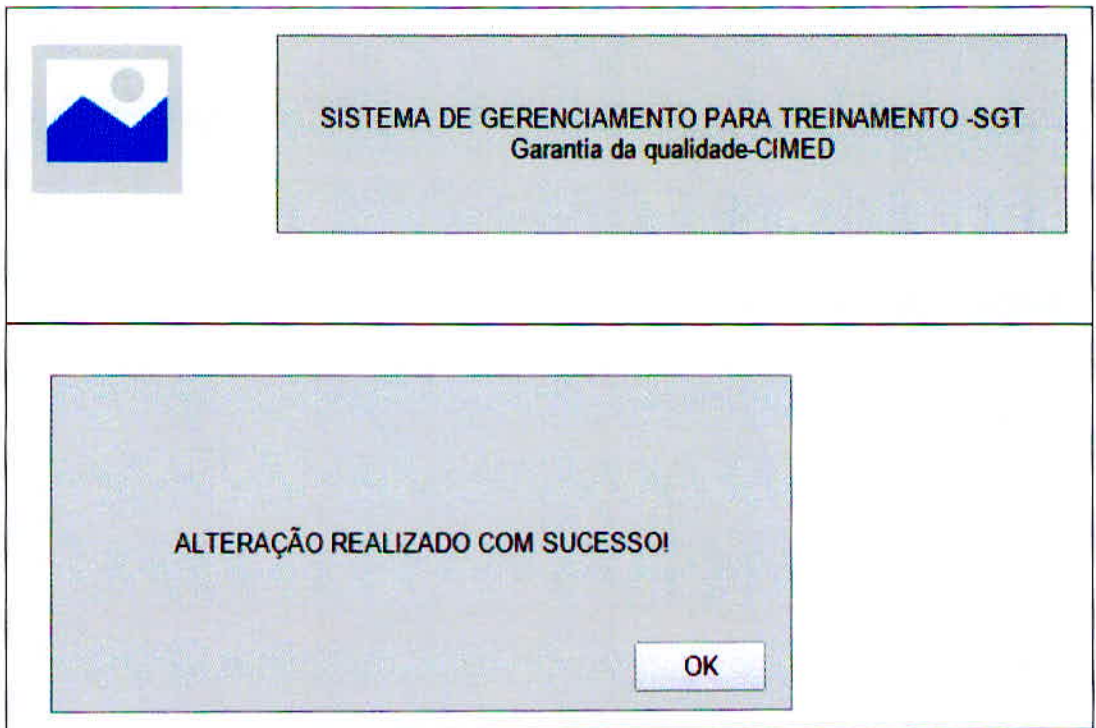 SISTEMA DE GERENCIAMENTO PARA TREINAMENTO -SGT
Garantia da qualidade-CIMED
ALTERAÇÃO REALIZADO COM SUCESSO!
OK